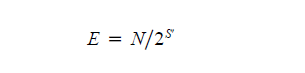 E = N/2^S'